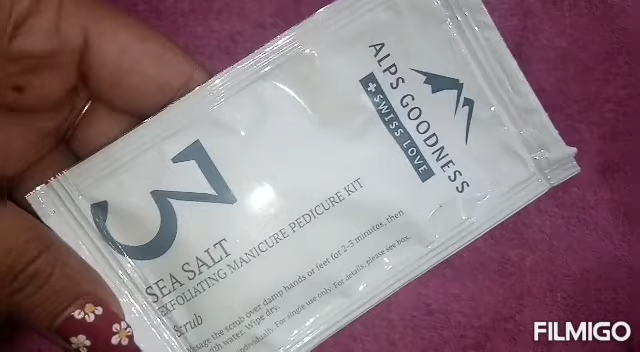 ALPS GOODNESS
+ SWISS LOVE
3
SEA SALT
EXFOLIATING MANICURE PEDICURE KIT
Scrub
the scrub over damp hands or feet for 2-3 minutes, then
with water. Wipe dry.
For single use only. For details, please see box.
FILMIGO